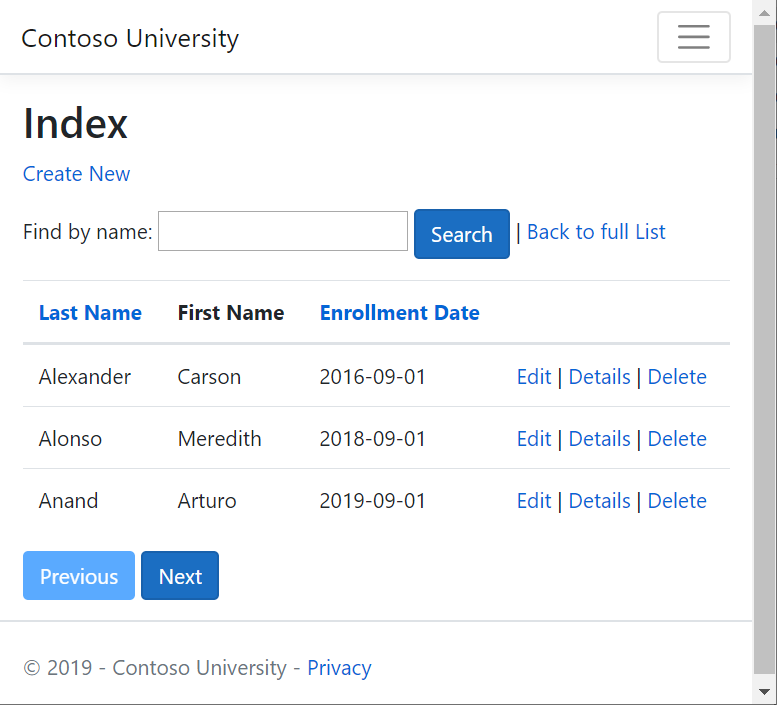 Contoso University
Index
Create New
Find by name: Search | Back to full List
Last Name First Name Enrollment Date
Alexander Carson 2016-09-01 Edit | Details | Delete
Alonso Meredith 2018-09-01 Edit | Details | Delete
Anand Arturo 2019-09-01 Edit | Details | Delete
Previous Next
© 2019 - Contoso University - Privacy